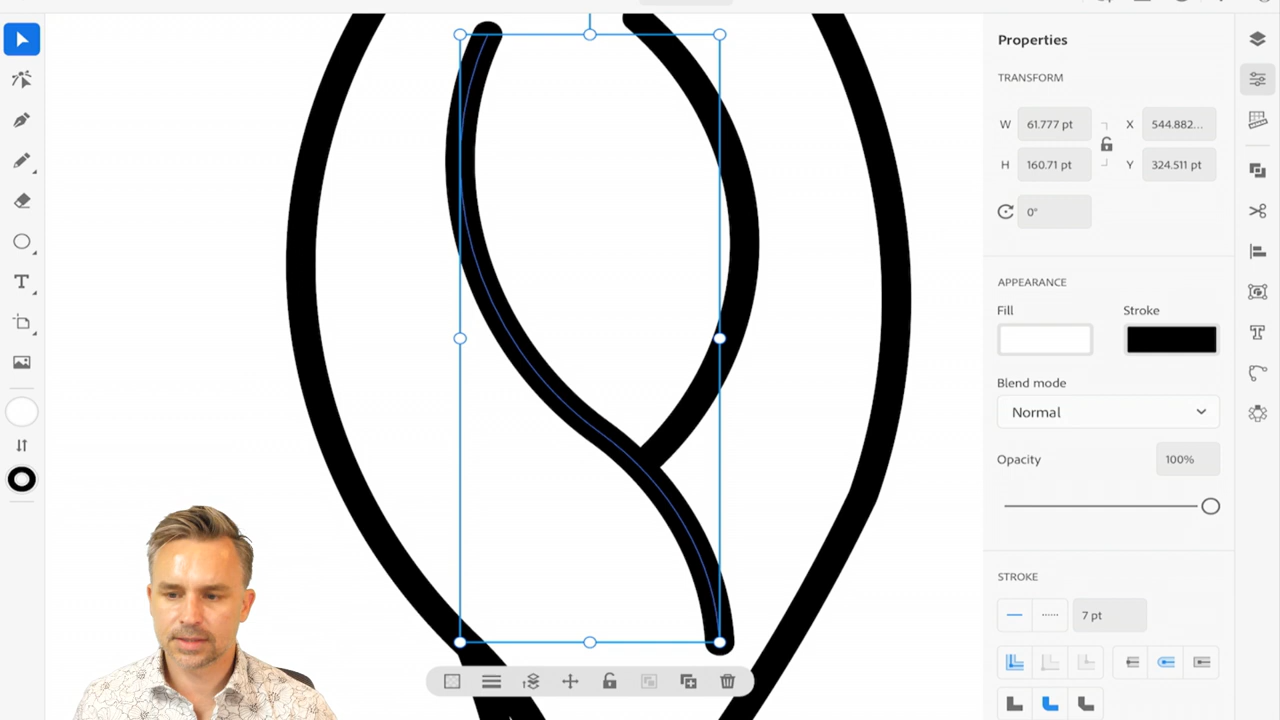 Properties
TRANSFORM
W 61.777 pt X 544.882...
H 160.71 pt Y 324.511 pt
0°
APPEARANCE
Fill Stroke
Blend mode
Normal
Opacity 100%
STROKE
7 pt